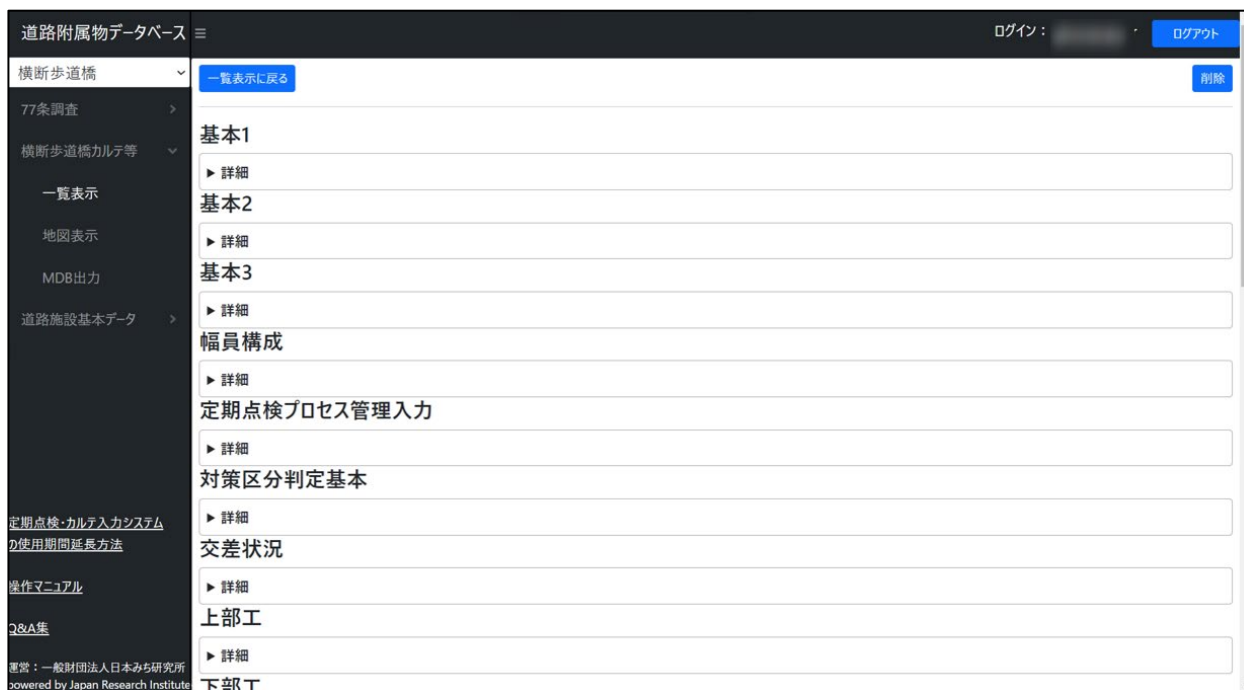 道路附属物データベース
ログイン：
ログアウト
横断歩道橋
77条調査
横断歩道橋カルテ等
一覧表示
地図表示
MDB出力
道路施設基本データ
定期点検・カルテ入力システム
の使用期間延長方法
操作マニュアル
Q&A集
運営：一般財団法人日本みち研究所
powered by Japan Research Institute
一覧表示に戻る
削除
基本1
▶ 詳細
基本2
▶ 詳細
基本3
▶ 詳細
幅員構成
▶ 詳細
定期点検プロセス管理入力
▶ 詳細
対策区分判定基本
▶ 詳細
交差状況
▶ 詳細
上部工
▶ 詳細
下部工